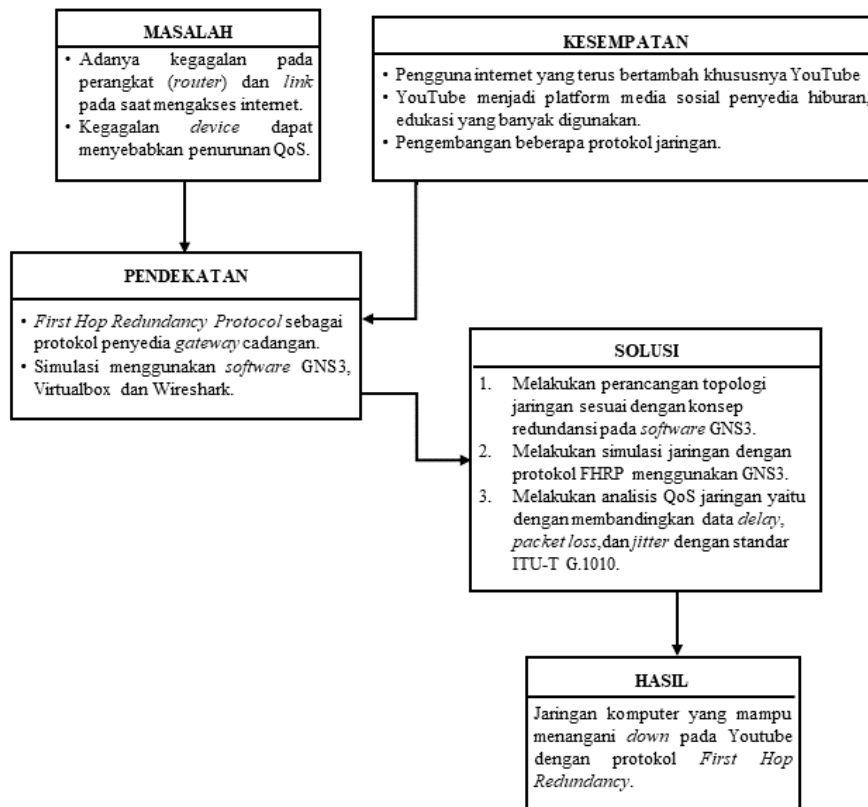 MASALAH
• Adanya kegagalan pada
perangkat (router) dan link
pada saat mengakses internet.
• Kegagalan device dapat
menyebabkan penurunan QoS.
KESEMPATAN
• Pengguna internet yang terus bertambah khususnya YouTube
• YouTube menjadi platform media sosial penyedia hiburan,
edukasi yang banyak digunakan.
• Pengembangan beberapa protokol jaringan.
PENDEKATAN
• First Hop Redundancy Protocol sebagai
protokol penyedia gateway cadangan.
• Simulasi menggunakan software GNS3,
Virtualbox dan Wireshark.
SOLUSI
1. Melakukan perancangan topologi
jaringan sesuai dengan konsep
redundansi pada software GNS3.
2. Melakukan simulasi jaringan dengan
protokol FHRP menggunakan GNS3.
3. Melakukan analisis QoS jaringan yaitu
dengan membandingkan data delay,
packet loss,dan jitter dengan standar
ITU-T G.1010.
HASIL
Jaringan komputer yang mampu
menangani down pada Youtube
dengan protokol First Hop
Redundancy.